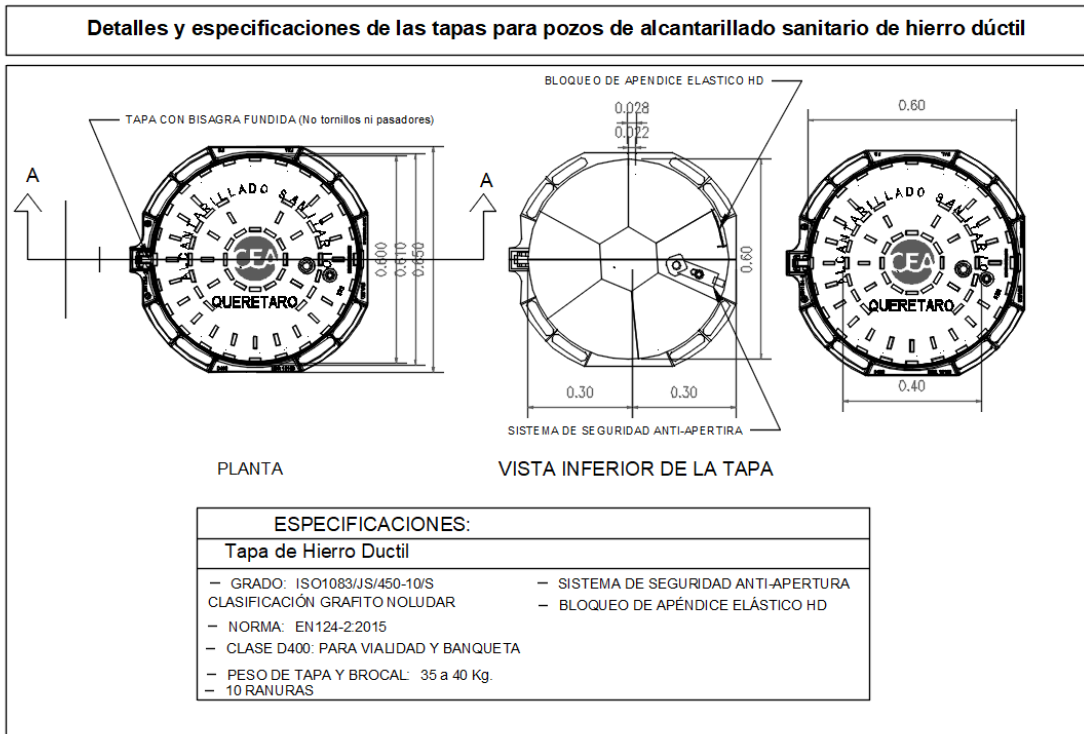 Detalles y especificaciones de las tapas para pozos de alcantarillado sanitario de hierro dúctil
BLOQUEO DE APENDICE ELASTICO HD
TAPA CON BISAGRA FUNDIDA (No tornillos ni pasadores)
0.028
0.022
0.60
A
A
ALCANTARILLADO SANITARIO
CEA
QUERETARO
0.600
0.610
0.650
0.60
ALCANTARILLADO SANITARIO
CEA
QUERETARO
0.30
0.30
0.40
SISTEMA DE SEGURIDAD ANTI-APERTIRA
PLANTA
VISTA INFERIOR DE LA TAPA
ESPECIFICACIONES:
Tapa de Hierro Ductil
– GRADO: ISO1083/JS/450-10/S
CLASIFICACIÓN GRAFITO NOLUDAR
– NORMA: EN124-2:2015
– CLASE D400: PARA VIALIDAD Y BANQUETA
– PESO DE TAPA Y BROCAL: 35 a 40 Kg.
– 10 RANURAS
– SISTEMA DE SEGURIDAD ANTI-APERTURA
– BLOQUEO DE APÉNDICE ELÁSTICO HD